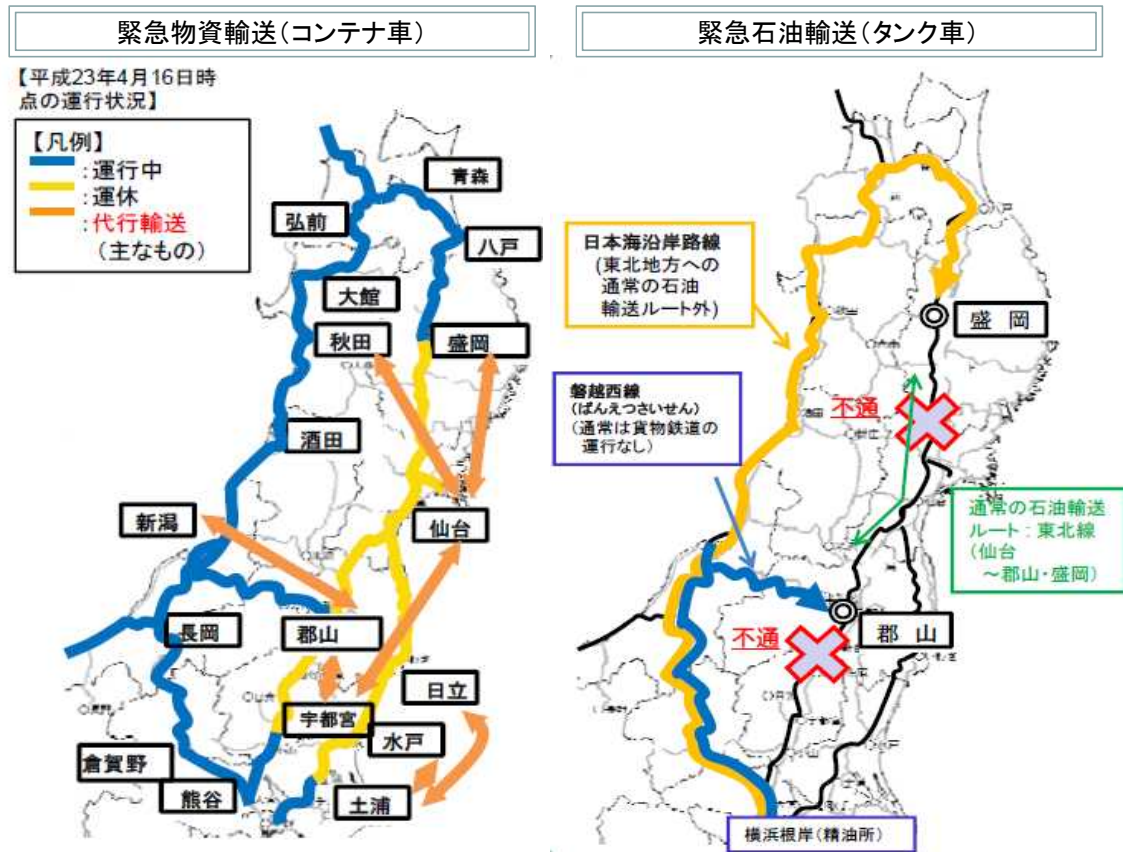 緊急物資輸送(コンテナ車)
【平成23年4月16日時
点の運行状況】
【凡例】
:運行中
:運休
:代行輸送
(主なもの)
青森
弘前
八戸
大館
秋田
盛岡
酒田
新潟
仙台
長岡
郡山
日立
宇都宮
水戸
倉賀野
熊谷
土浦
緊急石油輸送(タンク車)
日本海沿岸路線
(東北地方への
通常の石油
輸送ルート外)
盛岡
磐越西線
(ばんえつさいせん)
(通常は貨物鉄道の
運行なし)
不通
通常の石油輸送
ルート:東北線
(仙台
~郡山・盛岡)
郡山
不通
横浜根岸(精油所)